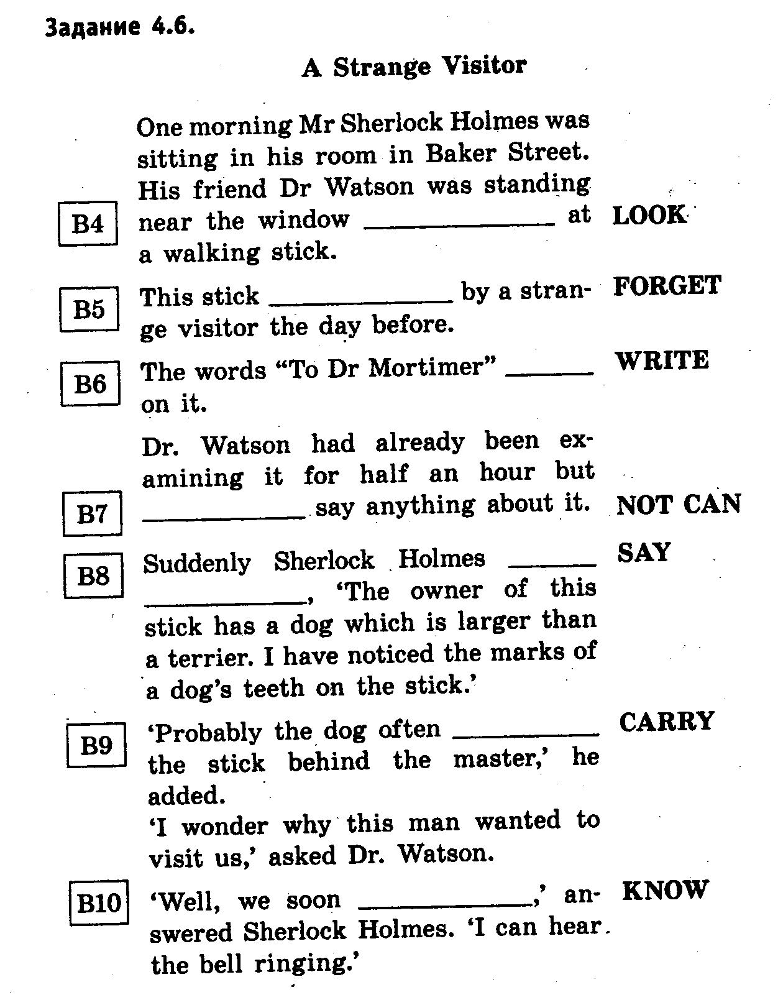 Задание 4.6.
A Strange Visitor
One morning Mr Sherlock Holmes was
sitting in his room in Baker Street.
His friend Dr Watson was standing
B4 near the window ____________ at LOOK
a walking stick.
B5 This stick ____________ by a stran- FORGET
ge visitor the day before.
B6 The words “To Dr Mortimer” ______ WRITE
on it.
Dr. Watson had already been ex-
amining it for half an hour but
B7 ___________ say anything about it. NOT CAN
B8 Suddenly Sherlock Holmes ______ SAY
___________, ‘The owner of this
stick has a dog which is larger than
a terrier. I have noticed the marks of
a dog’s teeth on the stick.’
B9 ‘Probably the dog often __________ CARRY
the stick behind the master,’ he
added.
‘I wonder why this man wanted to
visit us,’ asked Dr. Watson.
B10 ‘Well, we soon ____________,’ an- KNOW
swered Sherlock Holmes. ‘I can hear
the bell ringing.’